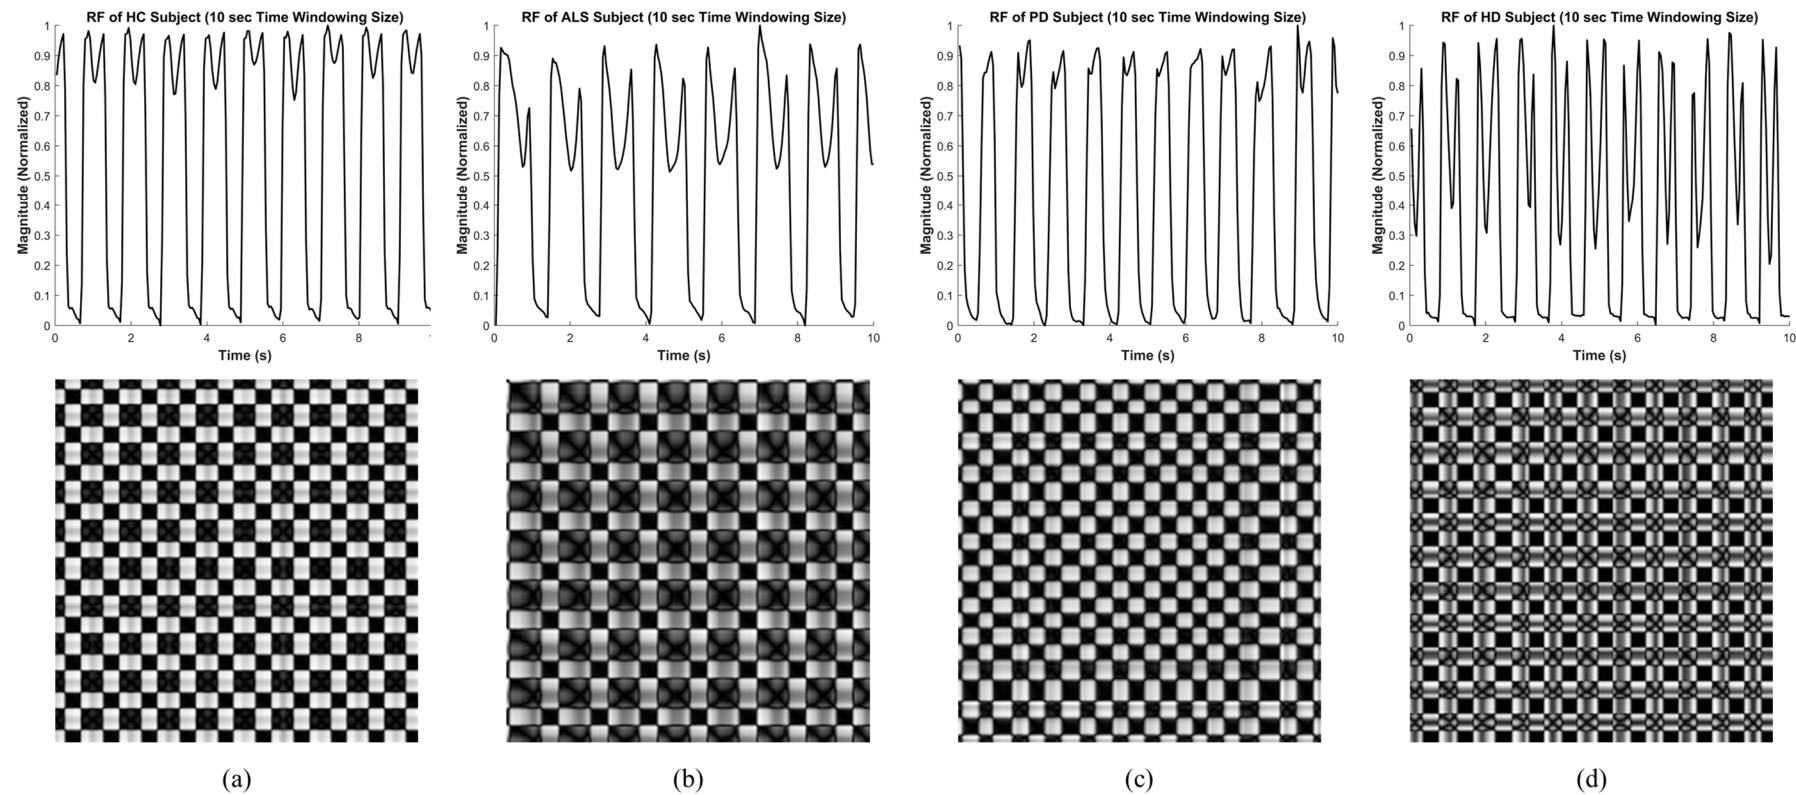 RF of HC Subject (10 sec Time Windowing Size)
1
0.9
0.8
0.7
0.6
0.5
0.4
0.3
0.2
0.1
0
Magnitude (Normalized)
0 2 4 6 8
Time (s)
RF of ALS Subject (10 sec Time Windowing Size)
1
0.9
0.8
0.7
0.6
0.5
0.4
0.3
0.2
0.1
0
Magnitude (Normalized)
0 2 4 6 8 10
Time (s)
RF of PD Subject (10 sec Time Windowing Size)
1
0.9
0.8
0.7
0.6
0.5
0.4
0.3
0.2
0.1
0
Magnitude (Normalized)
0 2 4 6 8 10
Time (s)
RF of HD Subject (10 sec Time Windowing Size)
1
0.9
0.8
0.7
0.6
0.5
0.4
0.3
0.2
0.1
0
Magnitude (Normalized)
0 2 4 6 8 10
Time (s)
(a) (b) (c) (d)